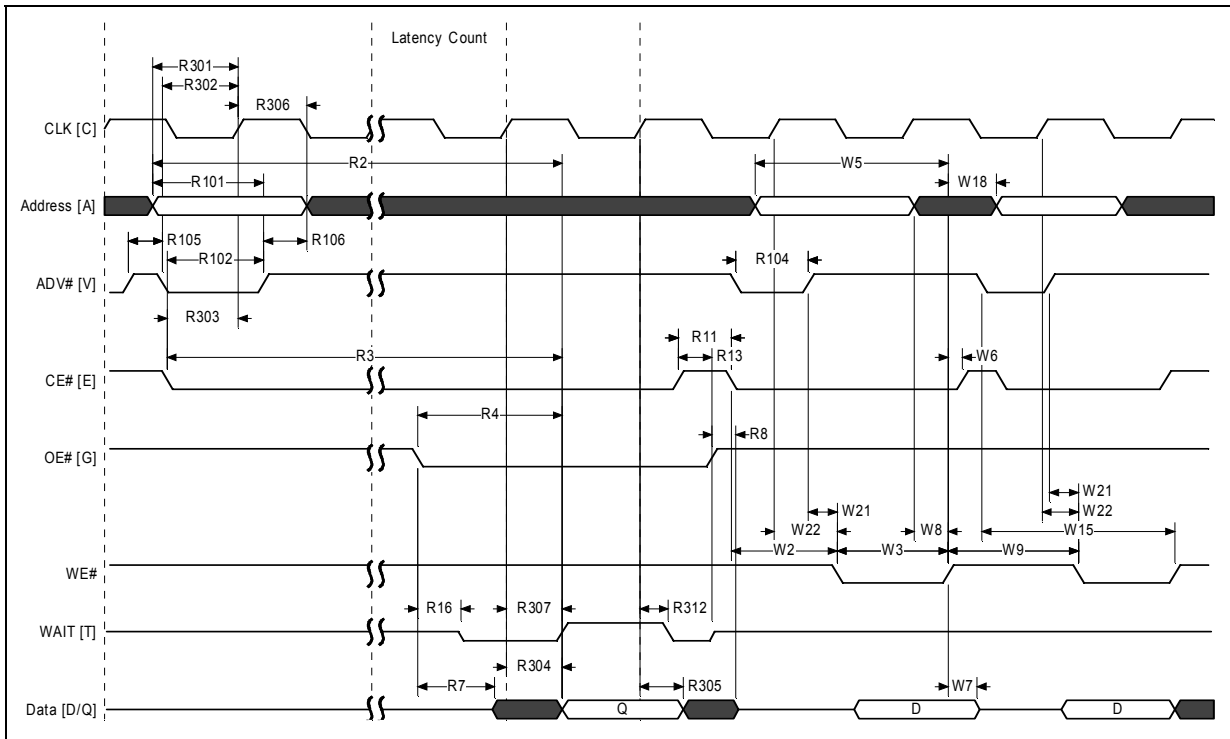 Latency Count
R301
R302
R306
CLK [C]
R2
W5
R101
W18
Address [A]
R105
R106
R102
R104
ADV# [V]
R303
R11
R3
R13
W6
CE# [E]
R4
R8
OE# [G]
W21
W21
W22
W22
W8
W15
W2
W3
W9
WE#
R16
R307
R312
WAIT [T]
R304
R7
R305
W7
Data [D/Q]
Q
D
D